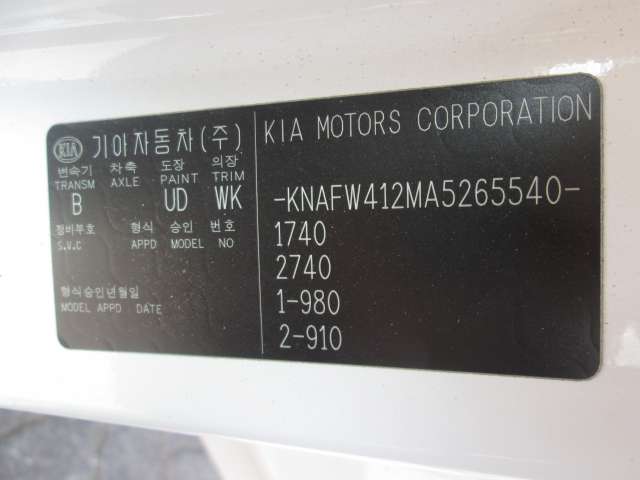 KIA 기아자동차(주)
변속기 차축 도장 의장
TRANSM AXLE PAINT TRIM
B UD WK
정비부호 형식 승인 번호
S.V.C APPD MODEL NO
형식승인년월일
MODEL APPD DATE
KIA MOTORS CORPORATION
-KNAFW412MA5265540-
1740
2740
1-980
2-910